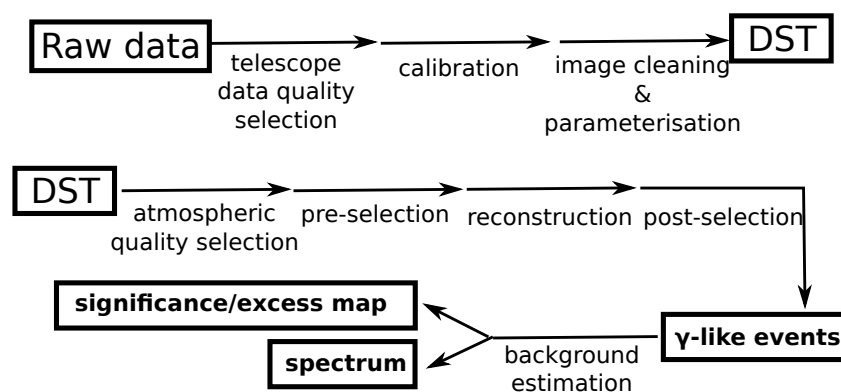 Raw data
telescope
data quality
selection
calibration
image cleaning
&
parameterisation
DST
DST
atmospheric
quality selection
pre-selection
reconstruction
post-selection
significance/excess map
spectrum
background
estimation
γ-like events